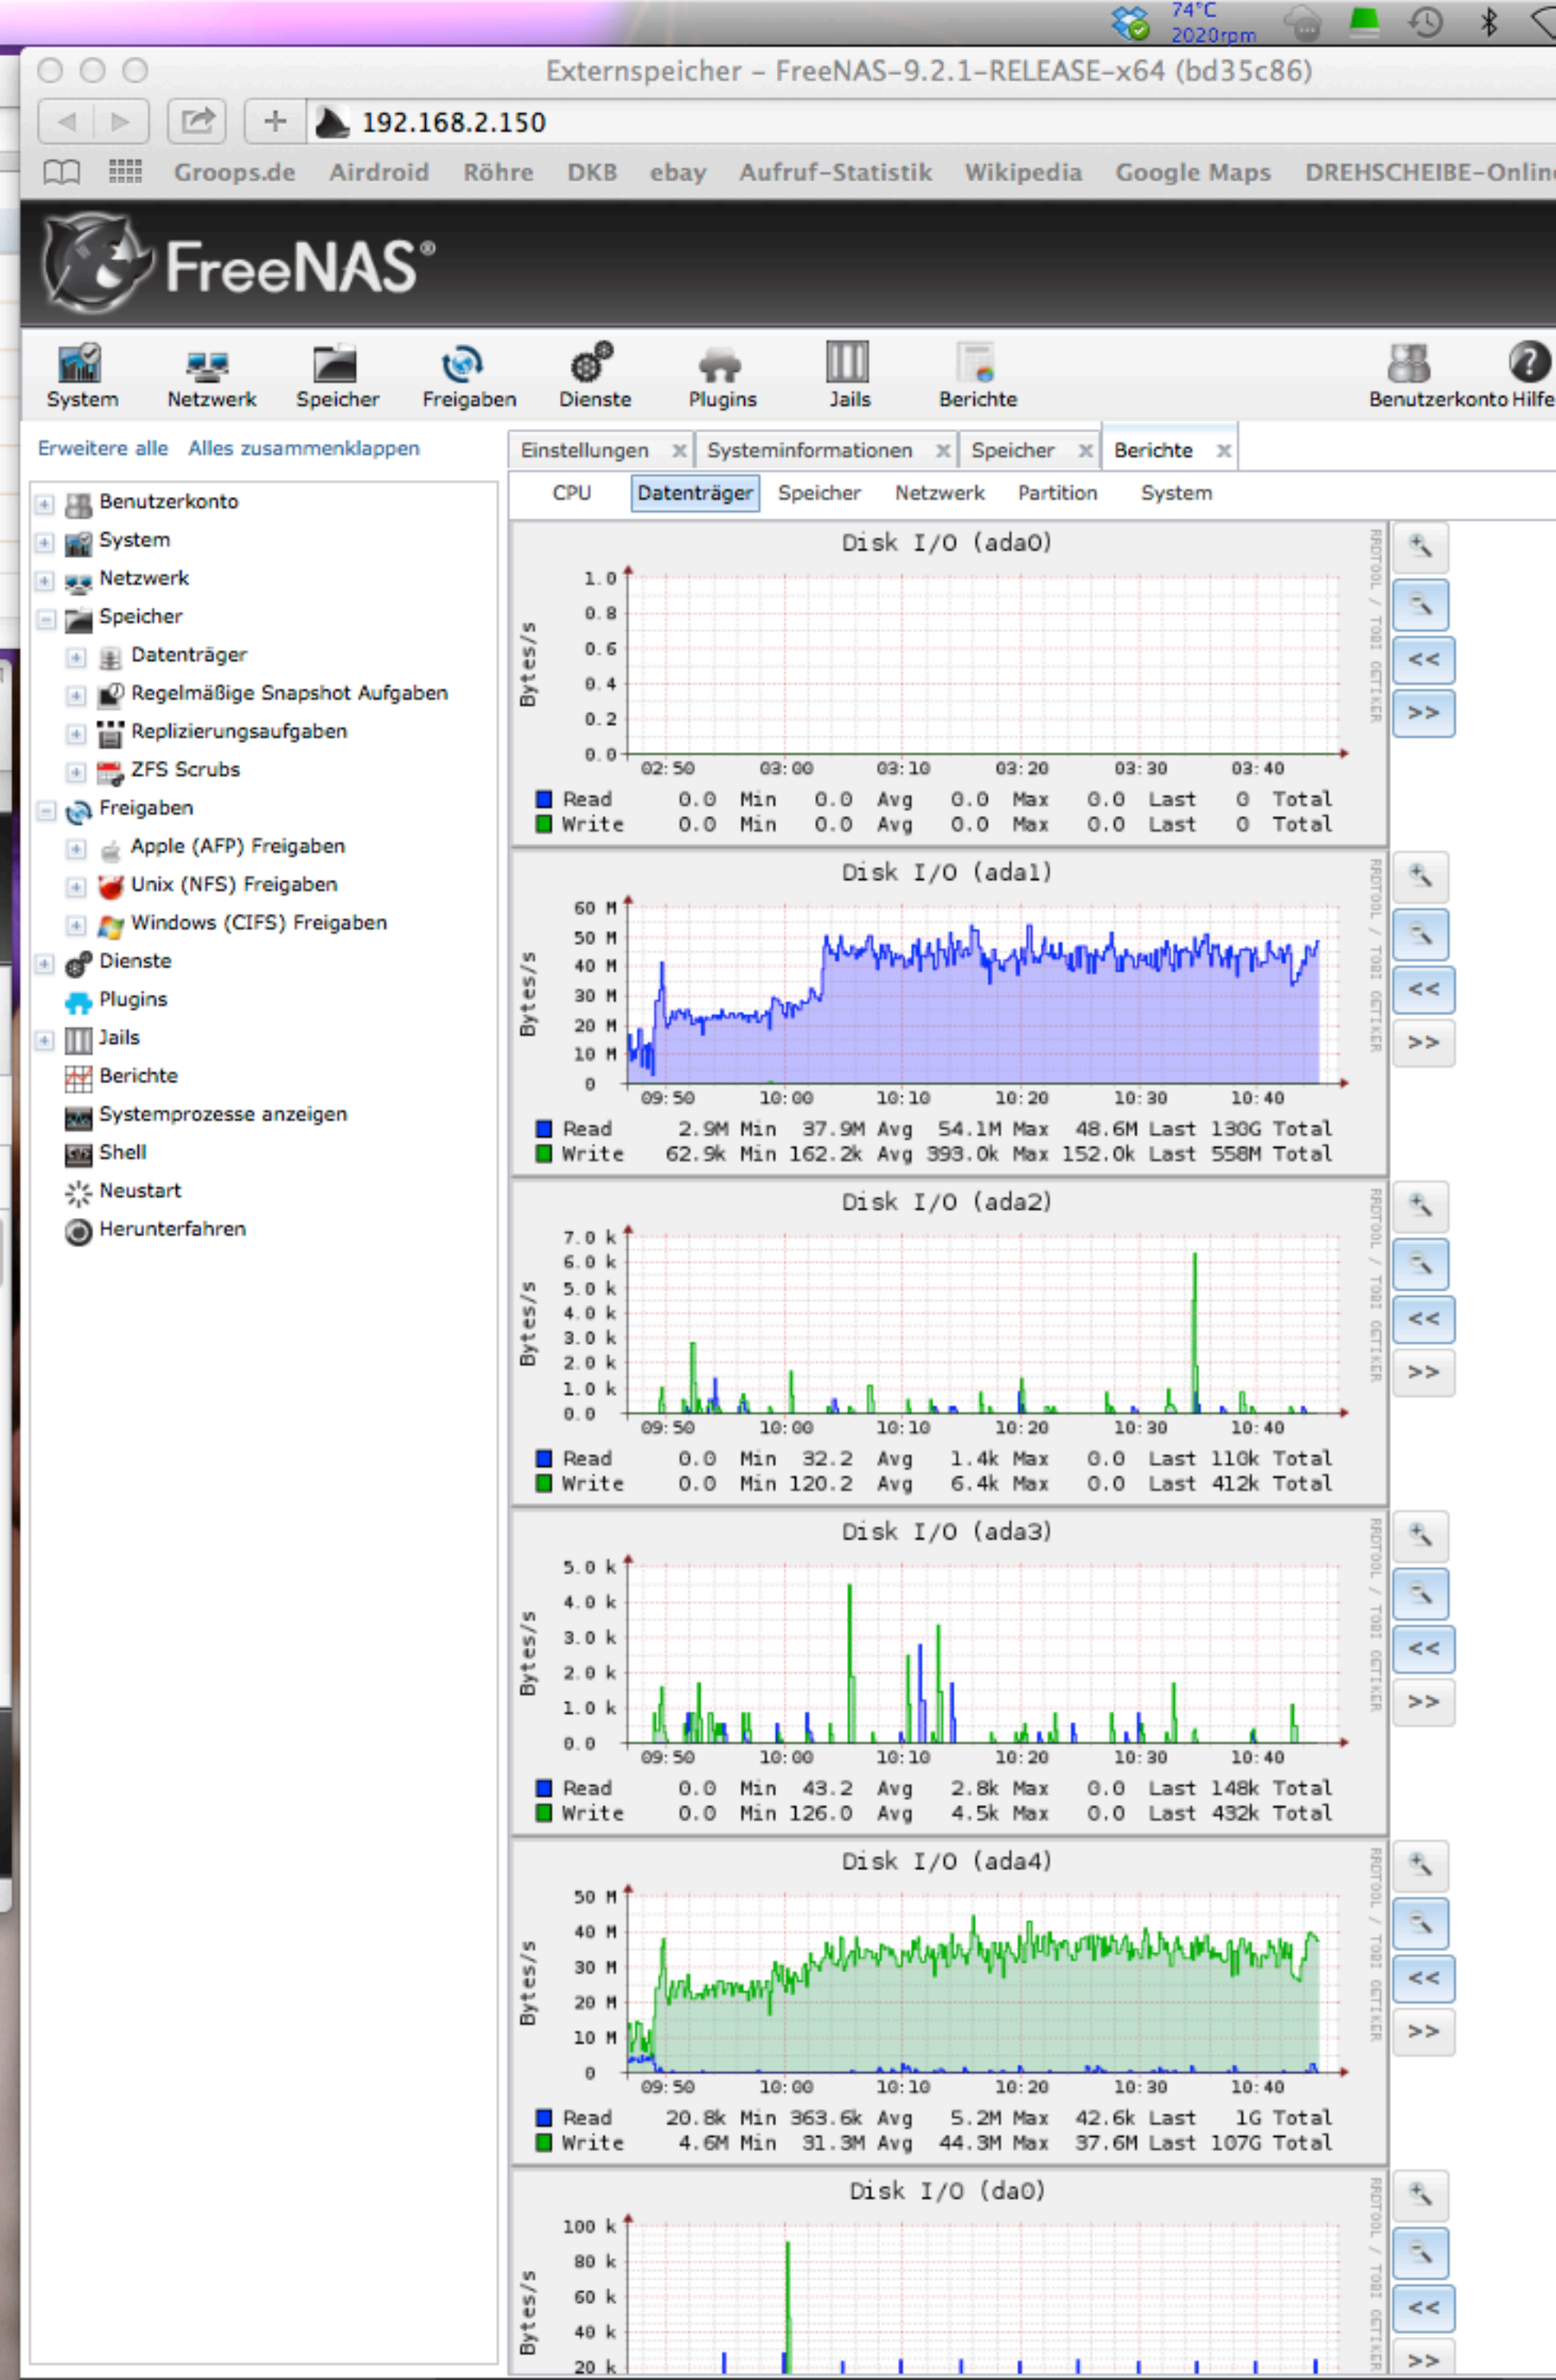 74°C
2020rpm
Externspeicher – FreeNAS-9.2.1-RELEASE-x64 (bd35c86)
192.168.2.150
Groops.de Airdroid Röhre DKB ebay Aufruf-Statistik Wikipedia Google Maps DREHSCHEIBE-Online
FreeNAS®
System Netzwerk Speicher Freigaben Dienste Plugins Jails Berichte Benutzerkonto Hilfe
Erweitere alle Alles zusammenklappen
Benutzerkonto
System
Netzwerk
Speicher
Datenträger
Regelmäßige Snapshot Aufgaben
Replizierungsaufgaben
ZFS Scrubs
Freigaben
Apple (AFP) Freigaben
Unix (NFS) Freigaben
Windows (CIFS) Freigaben
Dienste
Plugins
Jails
Berichte
Systemprozesse anzeigen
Shell
Neustart
Herunterfahren
Einstellungen x Systeminformationen x Speicher x Berichte x
CPU Datenträger Speicher Netzwerk Partition System
Disk I/O (ada0)
Bytes/s
1.0
0.8
0.6
0.4
0.2
0.0
02:50 03:00 03:10 03:20 03:30 03:40
Read 0.0 Min 0.0 Avg 0.0 Max 0.0 Last 0 Total
Write 0.0 Min 0.0 Avg 0.0 Max 0.0 Last 0 Total
RRDTOOL / TOBI OETIKER
<<
>>
Disk I/O (ada1)
Bytes/s
60 M
50 M
40 M
30 M
20 M
10 M
0
09:50 10:00 10:10 10:20 10:30 10:40
Read 2.9M Min 37.9M Avg 54.1M Max 48.6M Last 130G Total
Write 62.9k Min 162.2k Avg 393.0k Max 152.0k Last 558M Total
RRDTOOL / TOBI OETIKER
<<
>>
Disk I/O (ada2)
Bytes/s
7.0 k
6.0 k
5.0 k
4.0 k
3.0 k
2.0 k
1.0 k
0.0
09:50 10:00 10:10 10:20 10:30 10:40
Read 0.0 Min 32.2 Avg 1.4k Max 0.0 Last 110k Total
Write 0.0 Min 120.2 Avg 6.4k Max 0.0 Last 412k Total
RRDTOOL / TOBI OETIKER
<<
>>
Disk I/O (ada3)
Bytes/s
5.0 k
4.0 k
3.0 k
2.0 k
1.0 k
0.0
09:50 10:00 10:10 10:20 10:30 10:40
Read 0.0 Min 43.2 Avg 2.8k Max 0.0 Last 148k Total
Write 0.0 Min 126.0 Avg 4.5k Max 0.0 Last 432k Total
RRDTOOL / TOBI OETIKER
<<
>>
Disk I/O (ada4)
Bytes/s
50 M
40 M
30 M
20 M
10 M
0
09:50 10:00 10:10 10:20 10:30 10:40
Read 20.8k Min 363.6k Avg 5.2M Max 42.6k Last 1G Total
Write 4.6M Min 31.3M Avg 44.3M Max 37.6M Last 107G Total
RRDTOOL / TOBI OETIKER
<<
>>
Disk I/O (da0)
Bytes/s
100 k
80 k
60 k
40 k
20 k
RRDTOOL / TOBI OETIKER
<<
>>